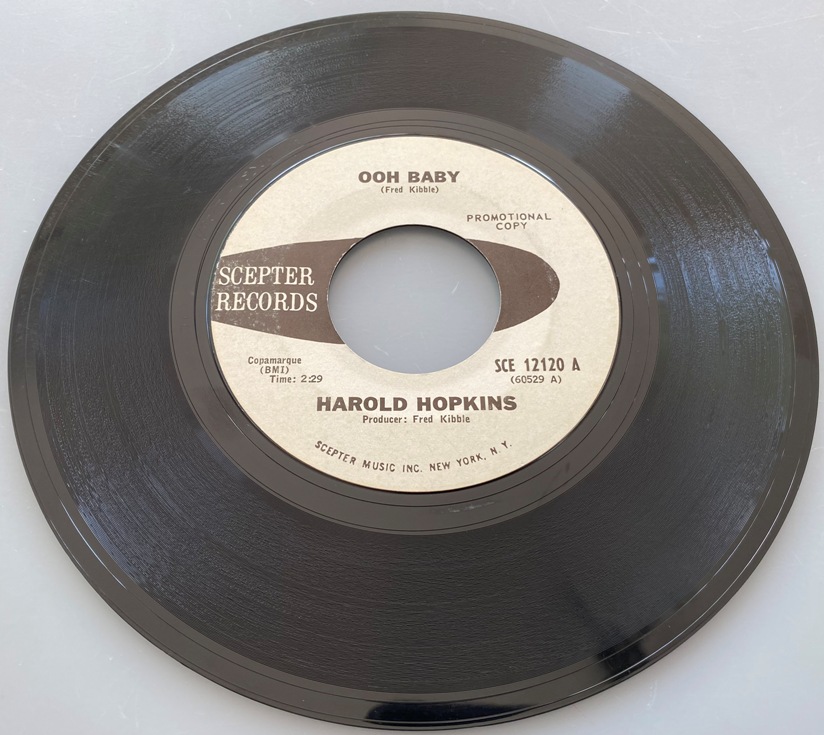 OOH BABY
(Fred Kibble)
PROMOTIONAL
COPY
SCEPTER
RECORDS
Copamarque
(BMI)
Time: 2:29
SCE 12120 A
(60529 A)
HAROLD HOPKINS
Producer: Fred Kibble
SCEPTER MUSIC INC. NEW YORK, N. Y.